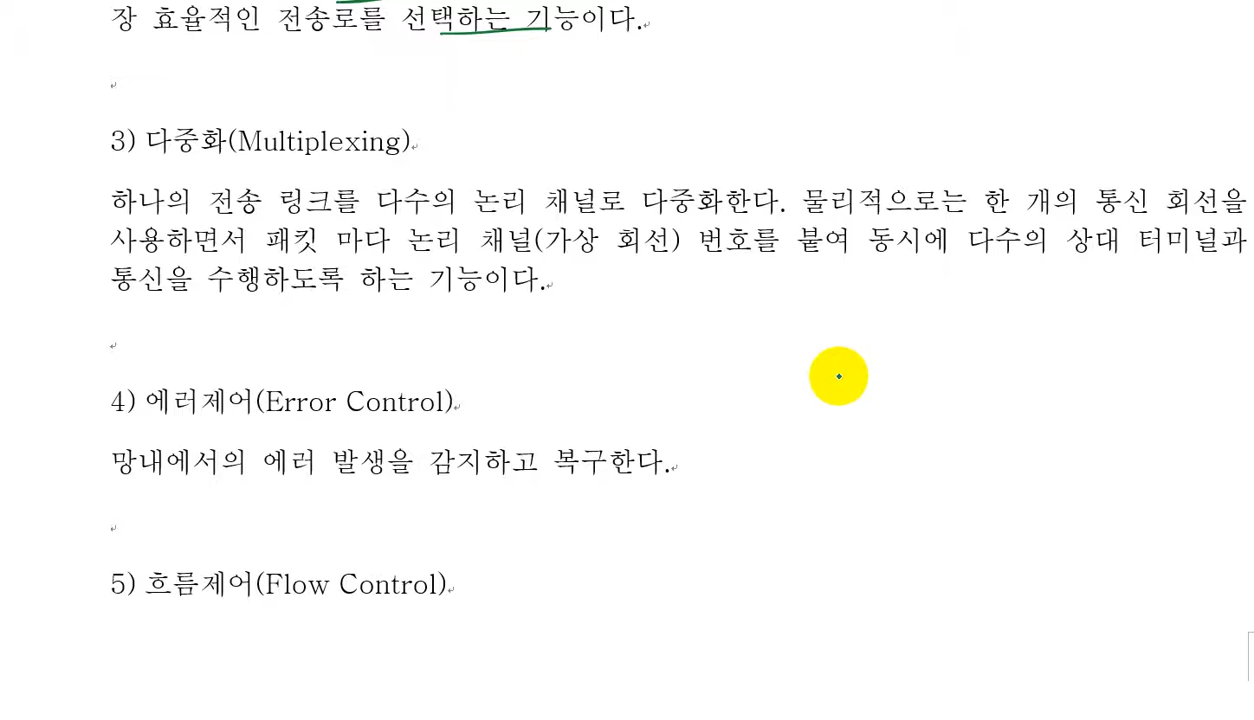 장 효율적인 전송로를 선택하는 기능이다.
3) 다중화(Multiplexing)
하나의 전송 링크를 다수의 논리 채널로 다중화한다. 물리적으로는 한 개의 통신 회선을
사용하면서 패킷 마다 논리 채널(가상 회선) 번호를 붙여 동시에 다수의 상대 터미널과
통신을 수행하도록 하는 기능이다.
4) 에러제어(Error Control)
망내에서의 에러 발생을 감지하고 복구한다.
5) 흐름제어(Flow Control)